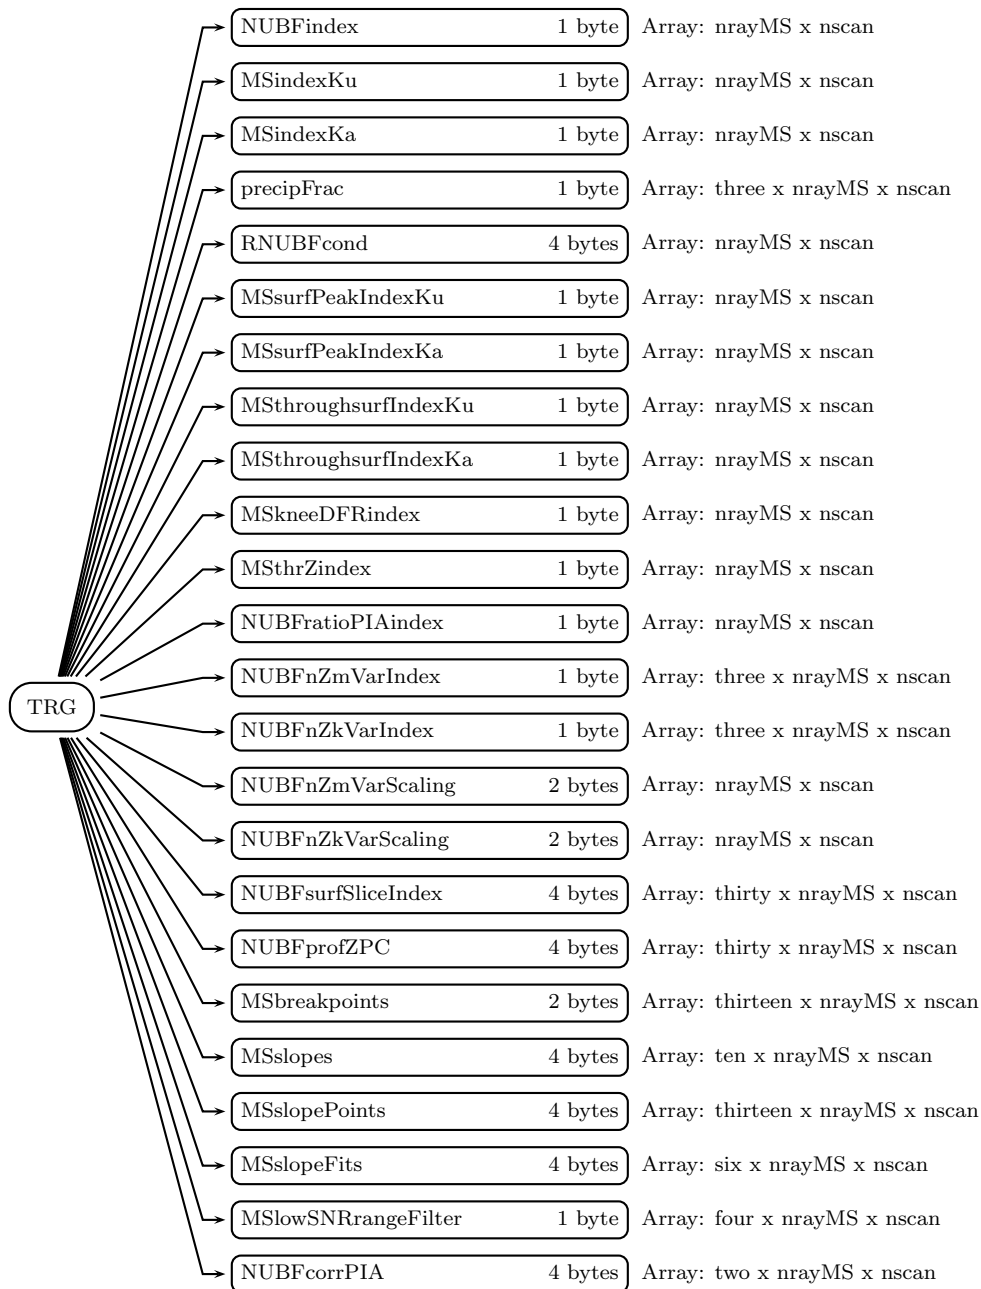 NUBFindex 1 byte Array: nrayMS x nscan
MSindexKu 1 byte Array: nrayMS x nscan
MSindexKa 1 byte Array: nrayMS x nscan
precipFrac 1 byte Array: three x nrayMS x nscan
RNUBFcond 4 bytes Array: nrayMS x nscan
MSsurfPeakIndexKu 1 byte Array: nrayMS x nscan
MSsurfPeakIndexKa 1 byte Array: nrayMS x nscan
MSthroughsurfIndexKu 1 byte Array: nrayMS x nscan
MSthroughsurfIndexKa 1 byte Array: nrayMS x nscan
MSkneeDFRindex 1 byte Array: nrayMS x nscan
MSthrZindex 1 byte Array: nrayMS x nscan
NUBFratioPIAindex 1 byte Array: nrayMS x nscan
NUBFnZmVarIndex 1 byte Array: three x nrayMS x nscan
TRG
NUBFnZkVarIndex 1 byte Array: three x nrayMS x nscan
NUBFnZmVarScaling 2 bytes Array: nrayMS x nscan
NUBFnZkVarScaling 2 bytes Array: nrayMS x nscan
NUBFsurfSliceIndex 4 bytes Array: thirty x nrayMS x nscan
NUBFprofZPC 4 bytes Array: thirty x nrayMS x nscan
MSbreakpoints 2 bytes Array: thirteen x nrayMS x nscan
MSslopes 4 bytes Array: ten x nrayMS x nscan
MSslopePoints 4 bytes Array: thirteen x nrayMS x nscan
MSslopeFits 4 bytes Array: six x nrayMS x nscan
MSlowSNRrangeFilter 1 byte Array: four x nrayMS x nscan
NUBFcorrPIA 4 bytes Array: two x nrayMS x nscan